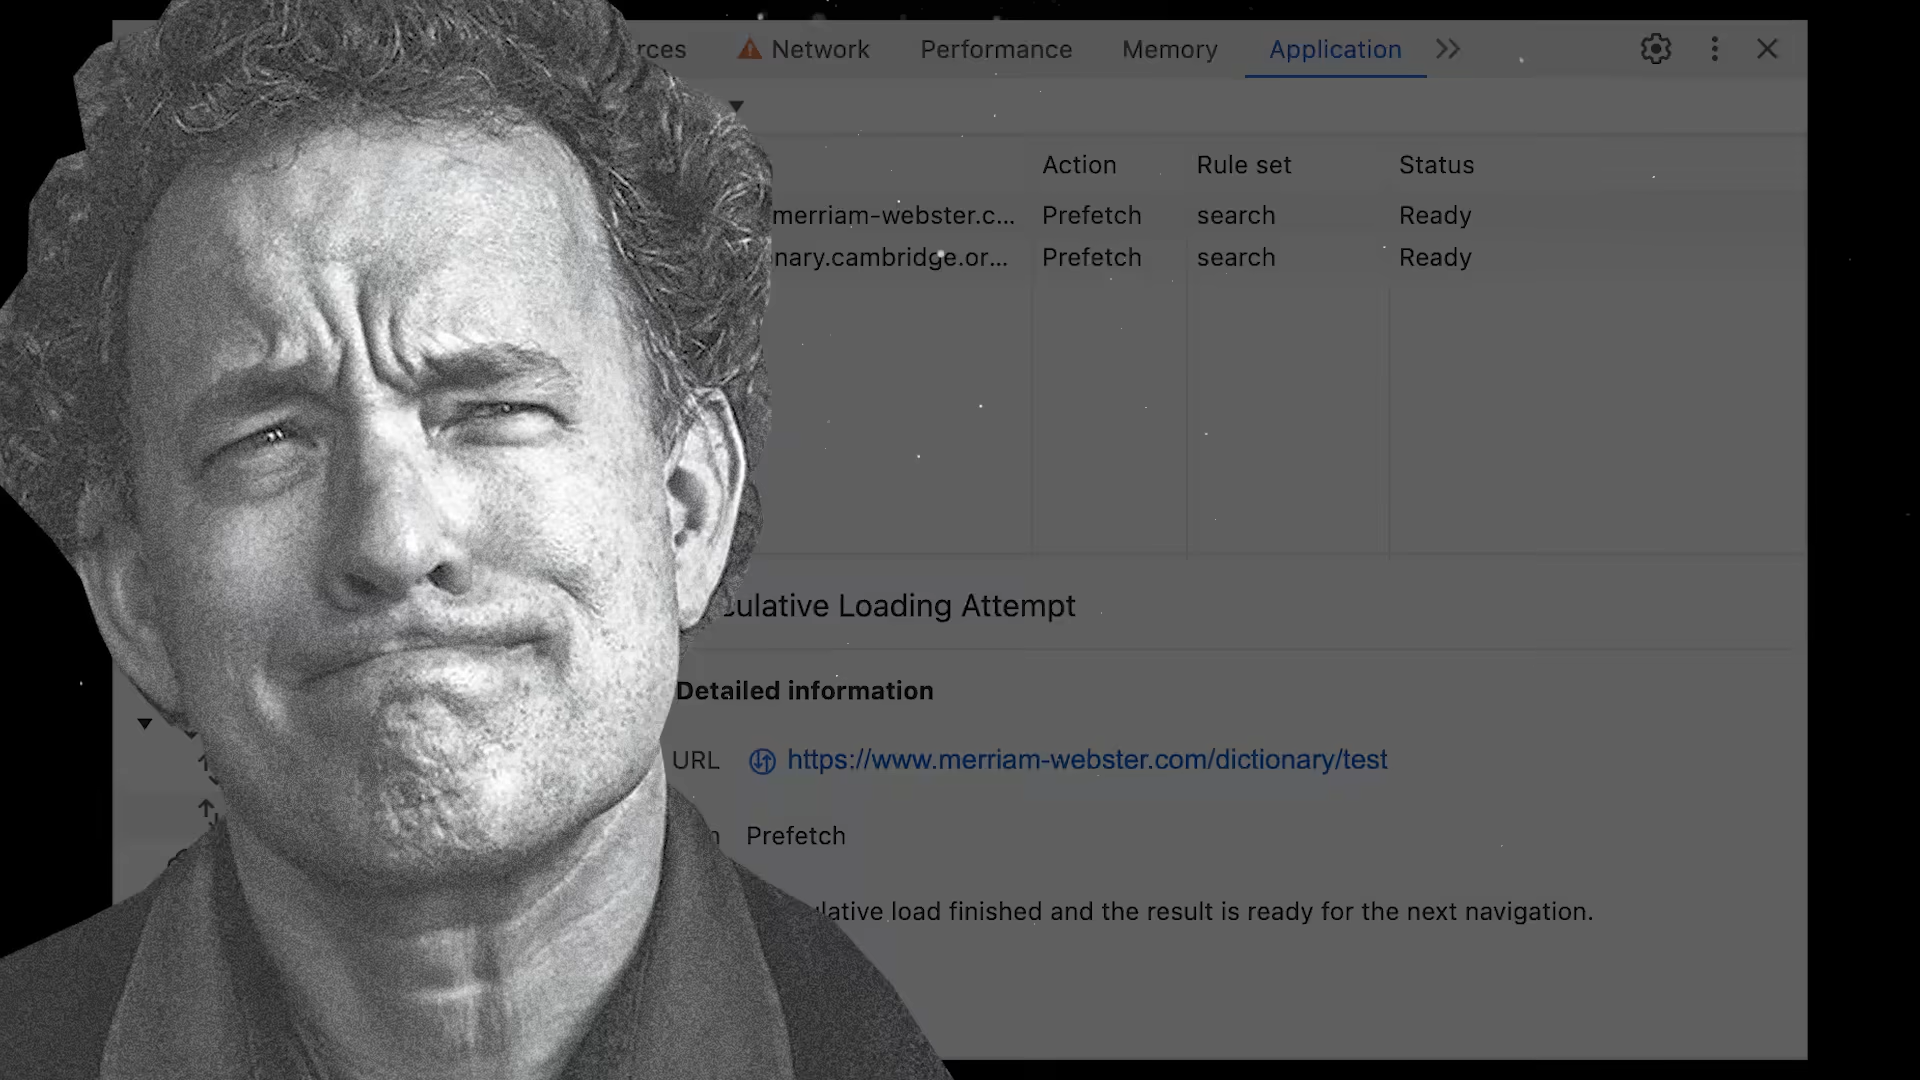 Network Performance Memory Application
Action Rule set Status
merriam-webster.c... Prefetch search Ready
nary.cambridge.or... Prefetch search Ready
ulative Loading Attempt
Detailed information
URL https://www.merriam-webster.com/dictionary/test
Prefetch
lative load finished and the result is ready for the next navigation.